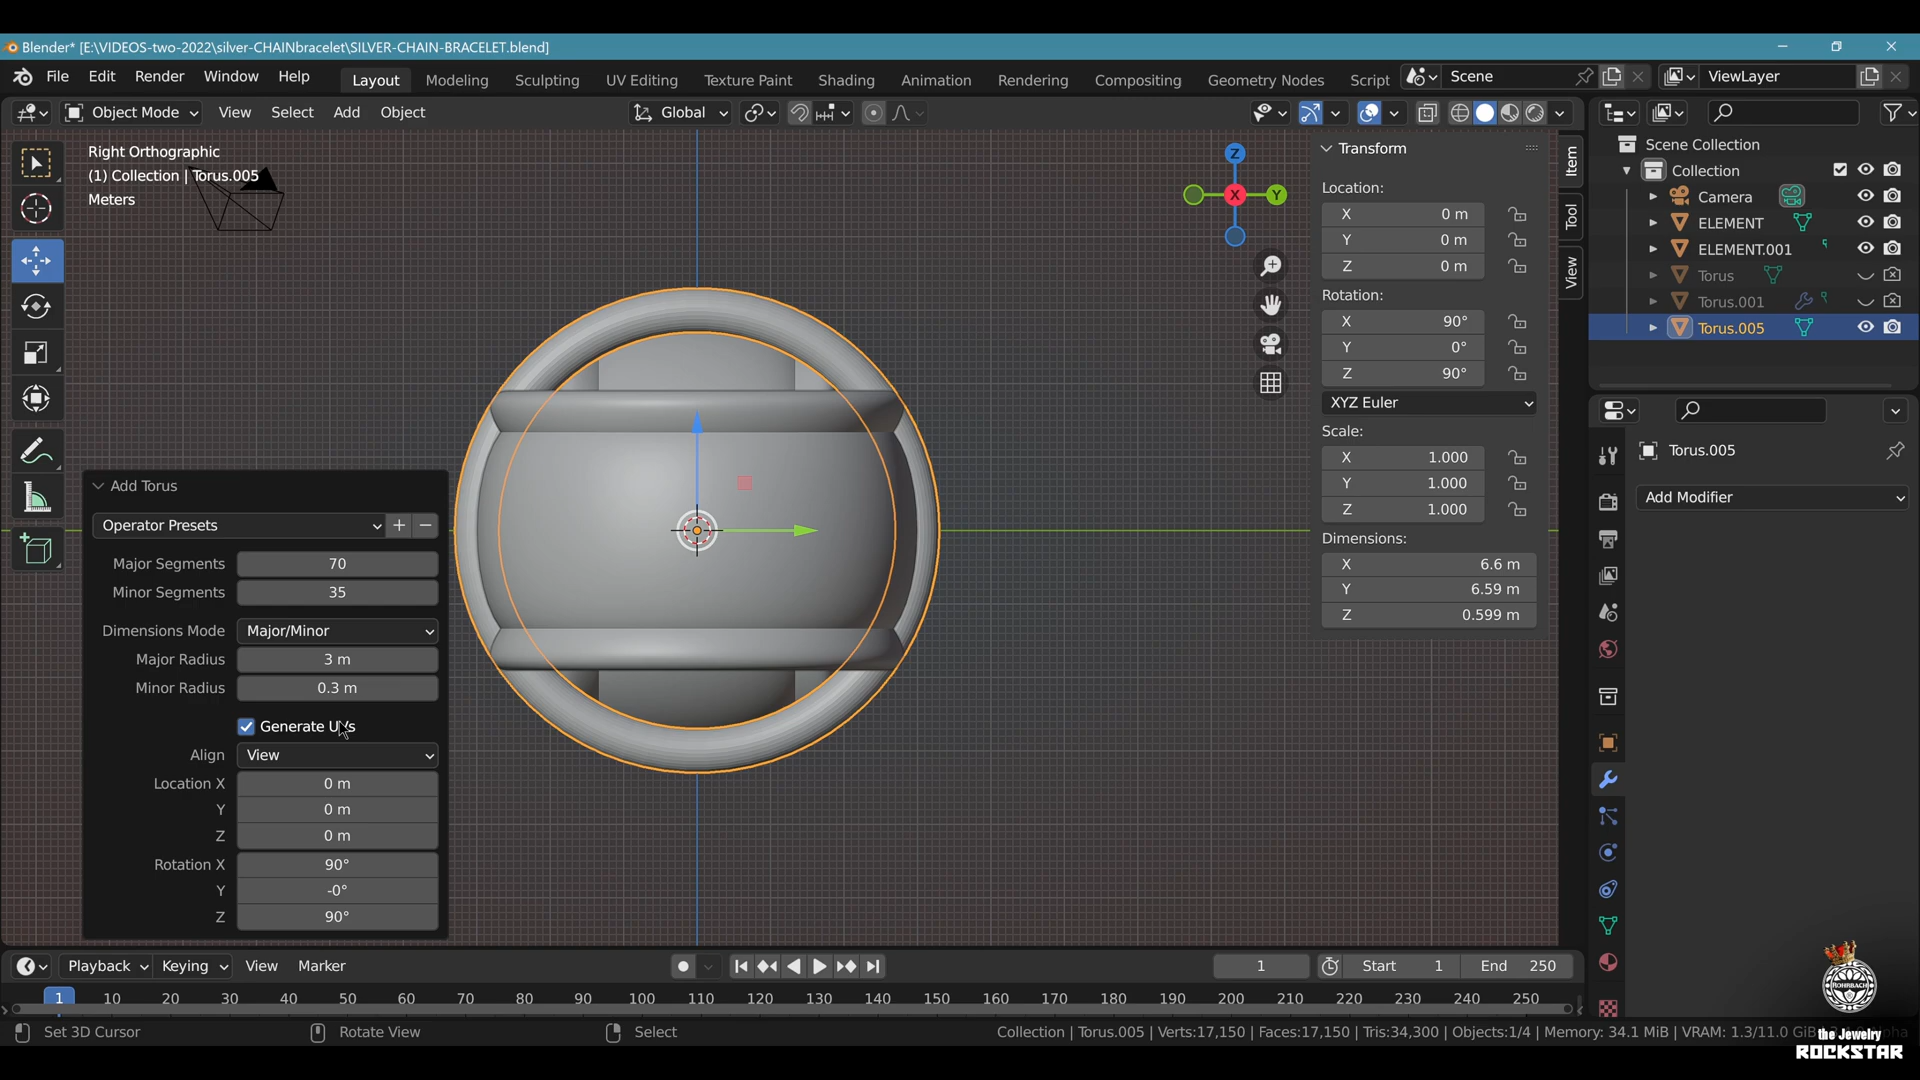 Blender* [E:\VIDEOS-two-2022\silver-CHAINbracelet\SILVER-CHAIN-BRACELET.blend]
File Edit Render Window Help Layout Modeling Sculpting UV Editing Texture Paint Shading Animation Rendering Compositing Geometry Nodes Script Scene ViewLayer
Object Mode View Select Add Object Global
Right Orthographic
(1) Collection | Torus.005
Meters
Z
X
Y
Add Torus
Operator Presets
Major Segments 70
Minor Segments 35
Dimensions Mode Major/Minor
Major Radius 3 m
Minor Radius 0.3 m
Generate UVs
Align View
Location X 0 m
Y 0 m
Z 0 m
Rotation X 90°
Y -0°
Z 90°
Transform
Location:
X 0 m
Y 0 m
Z 0 m
Rotation:
X 90°
Y 0°
Z 90°
XYZ Euler
Scale:
X 1.000
Y 1.000
Z 1.000
Dimensions:
X 6.6 m
Y 6.59 m
Z 0.599 m
Item
Tool
View
Scene Collection
Collection
Camera
ELEMENT
ELEMENT.001
Torus
Torus.001
Torus.005
Torus.005
Add Modifier
Playback Keying View Marker 1 Start 1 End 250
1 10 20 30 40 50 60 70 80 90 100 110 120 130 140 150 160 170 180 190 200 210 220 230 240 250
Set 3D Cursor Rotate View Select Collection | Torus.005 | Verts:17,150 | Faces:17,150 | Tris:34,300 | Objects:1/4 | Memory: 34.1 MiB | VRAM: 1.3/11.0 GiB
ROHRBACH
the Jewelry
ROCKSTAR